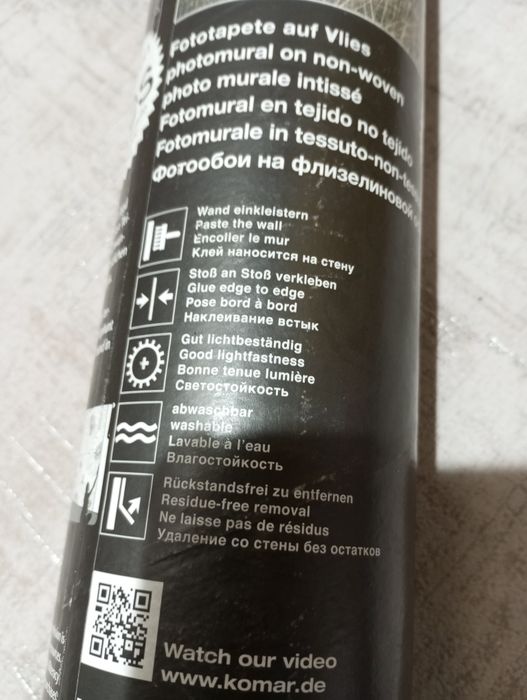 Fototapete auf Vlies
photomural on non-woven
photo murale intissé
Fotomural en tejido no tejido
Fotomurale in tessuto-non-
Фотообои на флизелиновой
Wand einkleistern
Paste the wall
Encoller le mur
Клей наносится на стену
Stoß an Stoß verkleben
Glue edge to edge
Pose bord à bord
Наклеивание встык
Gut lichtbeständig
Good lightfastness
Bonne tenue lumière
Светостойкость
abwaschbar
washable
Lavable à l'eau
Влагостойкость
Rückstandsfrei zu entfernen
Residue-free removal
Ne laisse pas de résidus
Удаление со стены без остатков
Watch our video
www.komar.de